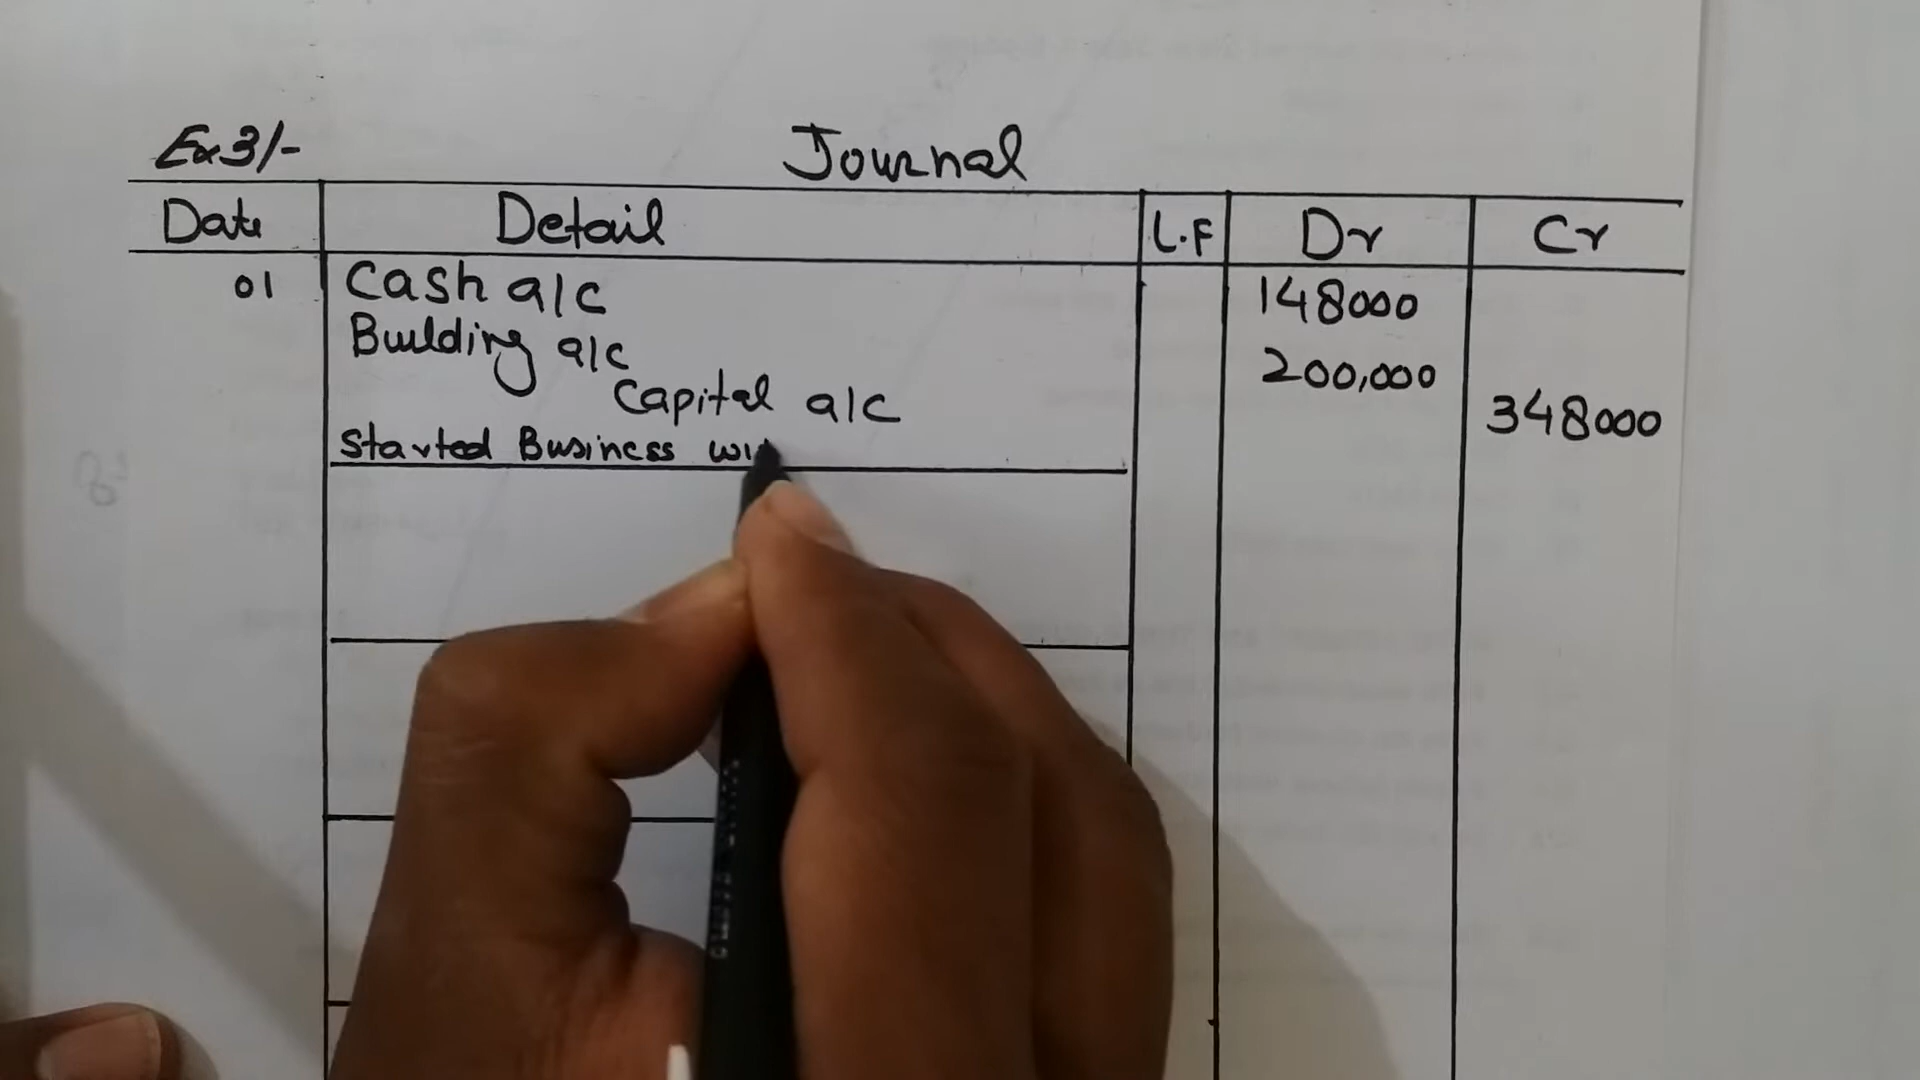 Ex3/- Journal
Date Detail L.F Dr Cr
01 Cash a/c 148000
Building a/c 200,000
Capital a/c 348000
Started Business